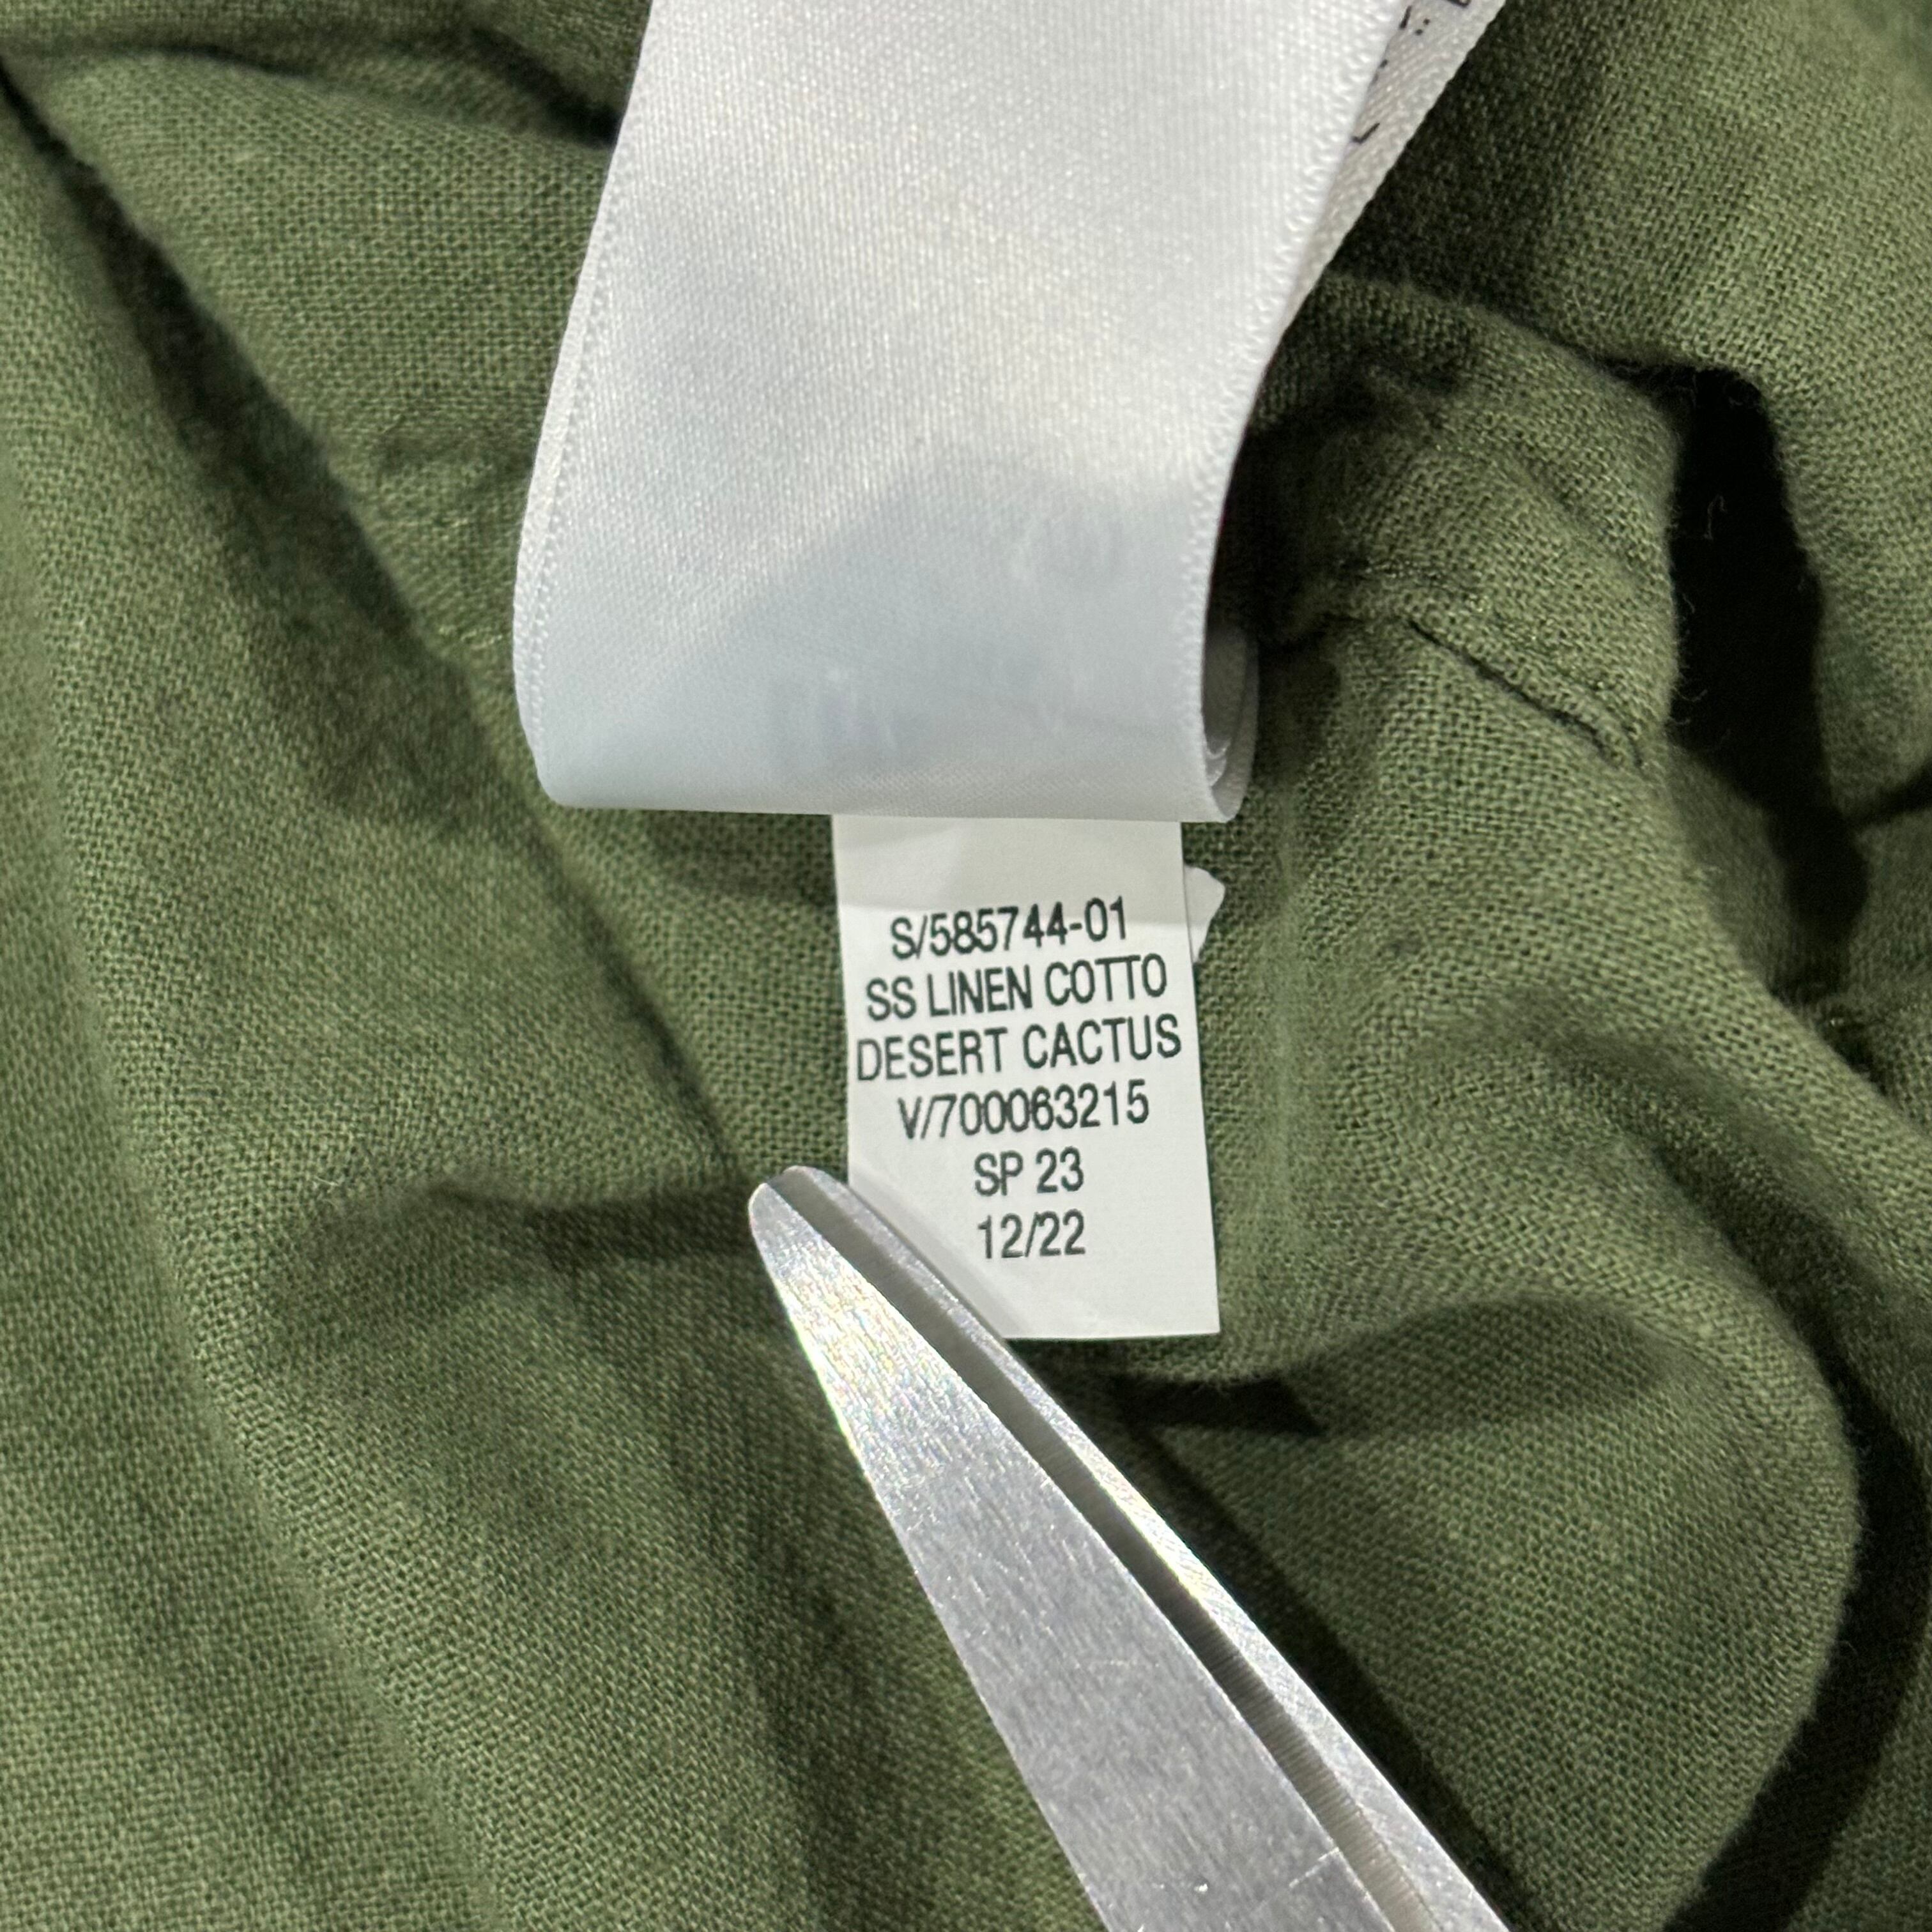 S/585744-01
SS LINEN COTTO
DESERT CACTUS
V/700063215
SP 23
12/22